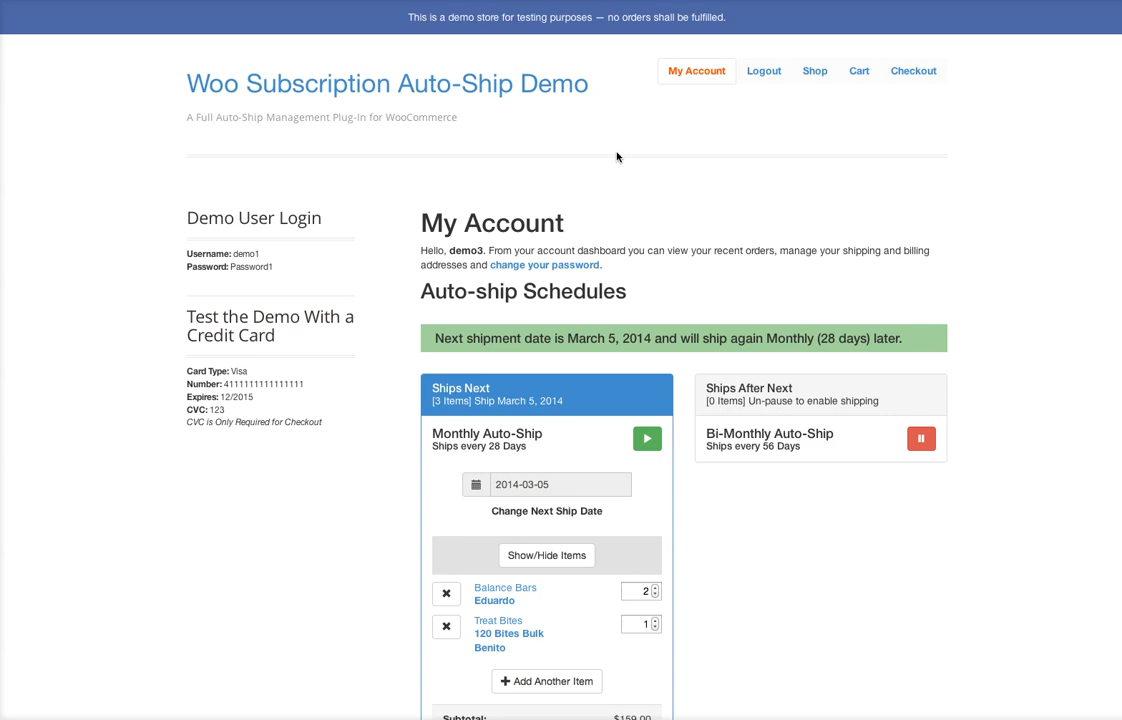 This is a demo store for testing purposes — no orders shall be fulfilled.
Woo Subscription Auto-Ship Demo
My Account
Logout
Shop
Cart
Checkout
A Full Auto-Ship Management Plug-In for WooCommerce
Demo User Login
Username: demo1
Password: Password1
Test the Demo With a
Credit Card
Card Type: Visa
Number: 4111111111111111
Expires: 12/2015
CVC: 123
CVC is Only Required for Checkout
My Account
Hello, demo3. From your account dashboard you can view your recent orders, manage your shipping and billing
addresses and change your password.
Auto-ship Schedules
Next shipment date is March 5, 2014 and will ship again Monthly (28 days) later.
Ships Next
[3 Items] Ship March 5, 2014
Monthly Auto-Ship
Ships every 28 Days
2014-03-05
Change Next Ship Date
Show/Hide Items
Balance Bars
Eduardo
2
Treat Bites
120 Bites Bulk
Benito
1
Add Another Item
Subtotal: $159.00
Ships After Next
[0 Items] Un-pause to enable shipping
Bi-Monthly Auto-Ship
Ships every 56 Days